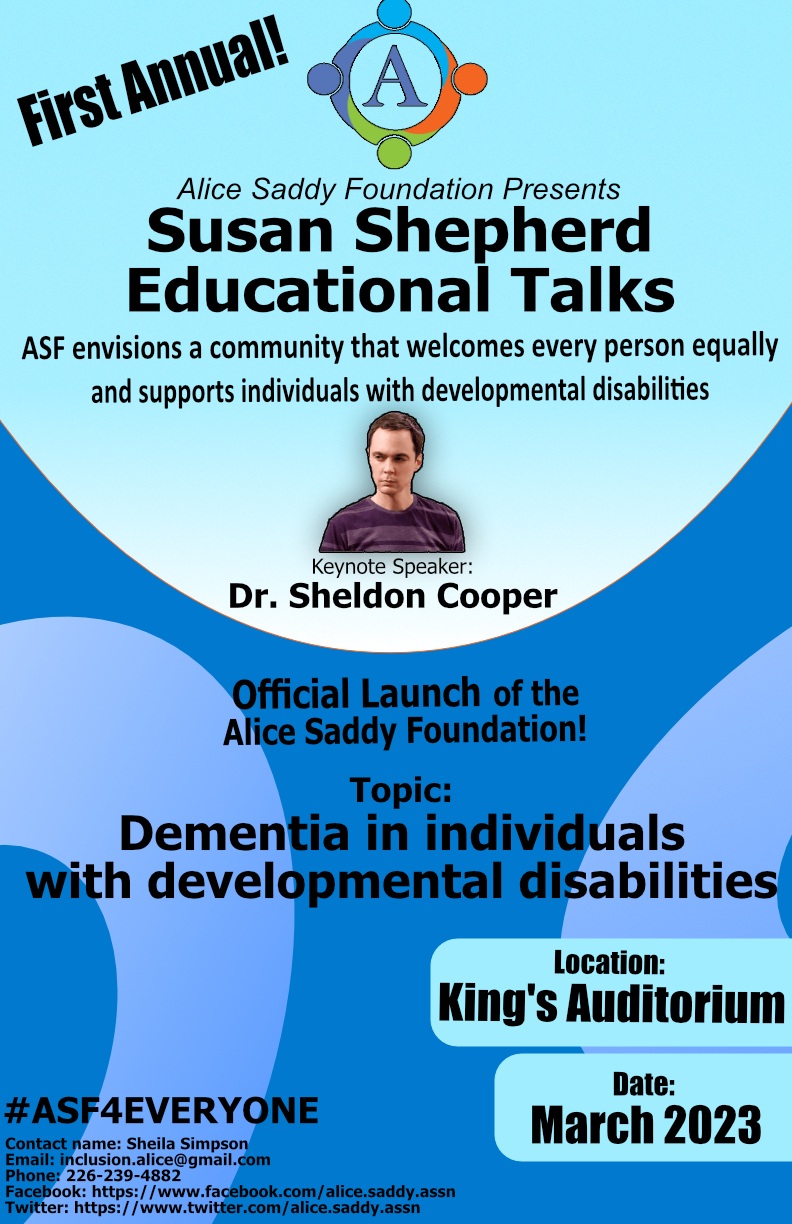 First Annual!
A
Alice Saddy Foundation Presents
Susan Shepherd
Educational Talks
ASF envisions a community that welcomes every person equally
and supports individuals with developmental disabilities
Keynote Speaker:
Dr. Sheldon Cooper
Official Launch of the
Alice Saddy Foundation!
Topic:
Dementia in individuals
with developmental disabilities
Location:
King's Auditorium
Date:
March 2023
#ASF4EVERYONE
Contact name: Sheila Simpson
Email: inclusion.alice@gmail.com
Phone: 226-239-4882
Facebook: https://www.facebook.com/alice.saddy.assn
Twitter: https://www.twitter.com/alice.saddy.assn